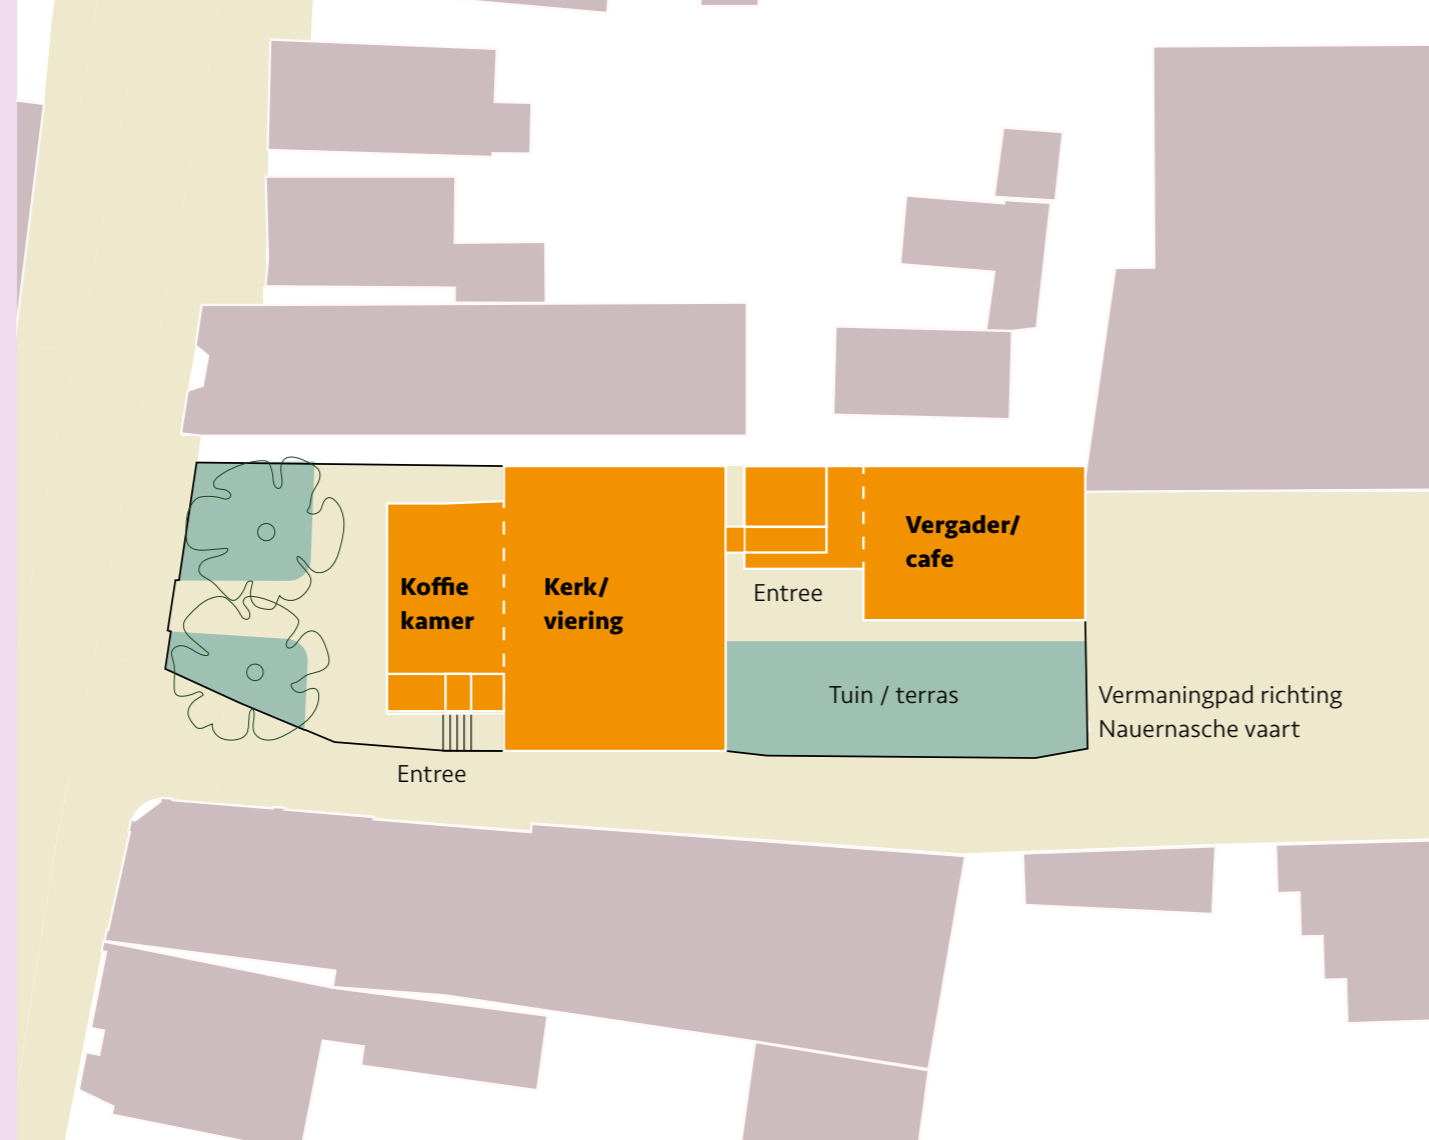 Koffie
kamer
Kerk/
viering
Vergader/
cafe
Entree
Tuin / terras
Vermaningpad richting
Nauernasche vaart
Entree